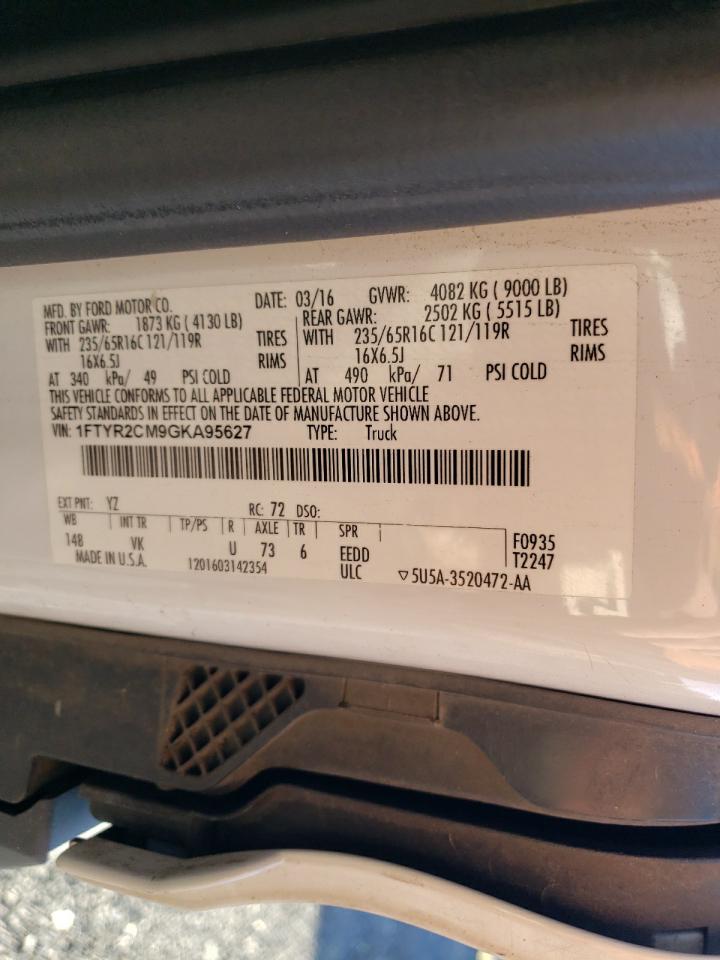 MFD. BY FORD MOTOR CO. DATE: 03/16 GVWR: 4082 KG ( 9000 LB)
FRONT GAWR: 1873 KG ( 4130 LB) REAR GAWR: 2502 KG ( 5515 LB)
WITH 235/65R16C 121/119R TIRES WITH 235/65R16C 121/119R TIRES
16X6.5J RIMS 16X6.5J RIMS
AT 340 kPa/ 49 PSI COLD AT 490 kPa/ 71 PSI COLD
THIS VEHICLE CONFORMS TO ALL APPLICABLE FEDERAL MOTOR VEHICLE
SAFETY STANDARDS IN EFFECT ON THE DATE OF MANUFACTURE SHOWN ABOVE.
VIN: 1FTYR2CM9GKA95627 TYPE: Truck
EXT PNT: YZ RC: 72 DSO:
WB INT TR TP/PS R AXLE TR SPR F0935
148 VK U 73 6 EEDD T2247
MADE IN U.S.A. 1201603142354 ULC ▽5U5A-3520472-AA